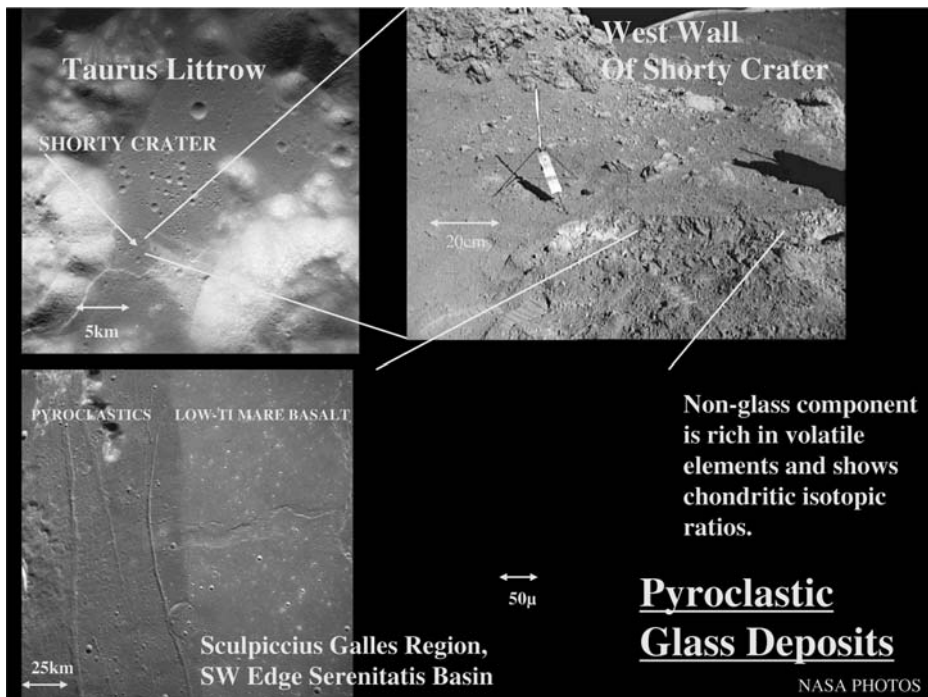 Taurus Littrow
SHORTY CRATER
5km
West Wall
Of Shorty Crater
20cm
PYROCLASTICS
LOW-TI MARE BASALT
25km
Sculpiccius Galles Region,
SW Edge Serenitatis Basin
50μ
Non-glass component
is rich in volatile
elements and shows
chondritic isotopic
ratios.
Pyroclastic
Glass Deposits
NASA PHOTOS